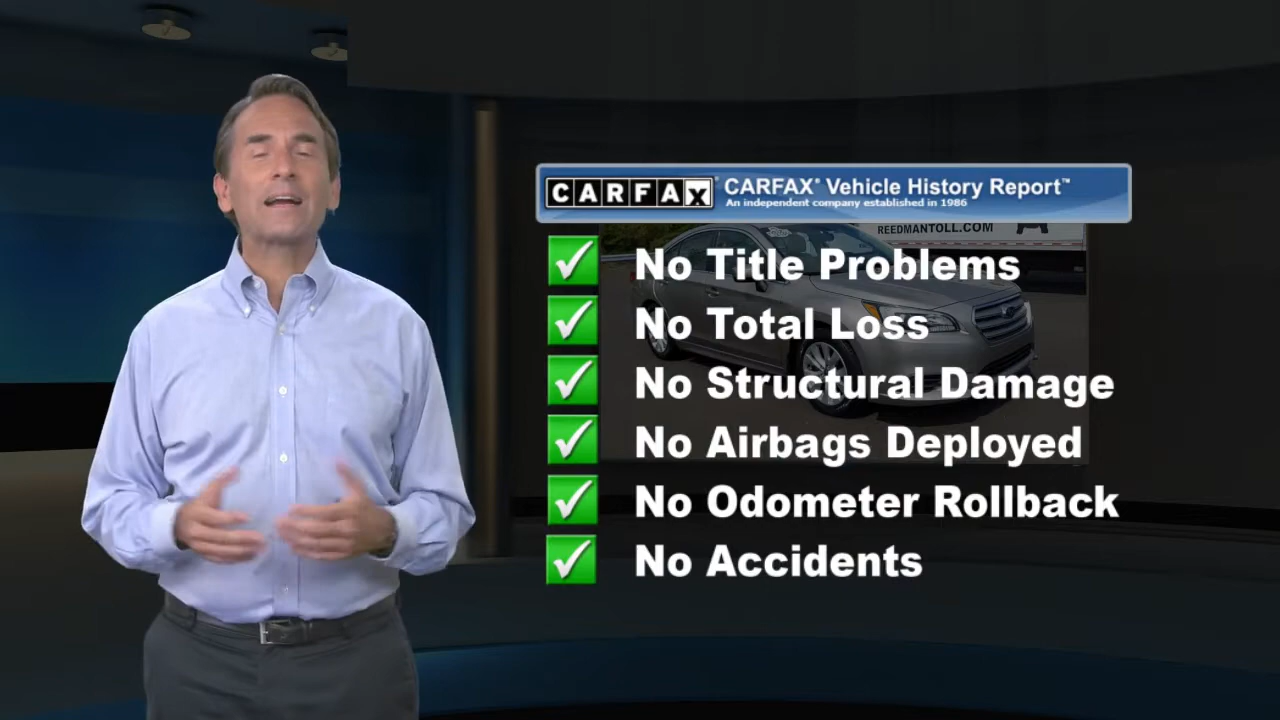 CARFAX® CARFAX® Vehicle History Report™
An independent company established in 1986
REEDMANTOLL.COM
No Title Problems
No Total Loss
No Structural Damage
No Airbags Deployed
No Odometer Rollback
No Accidents